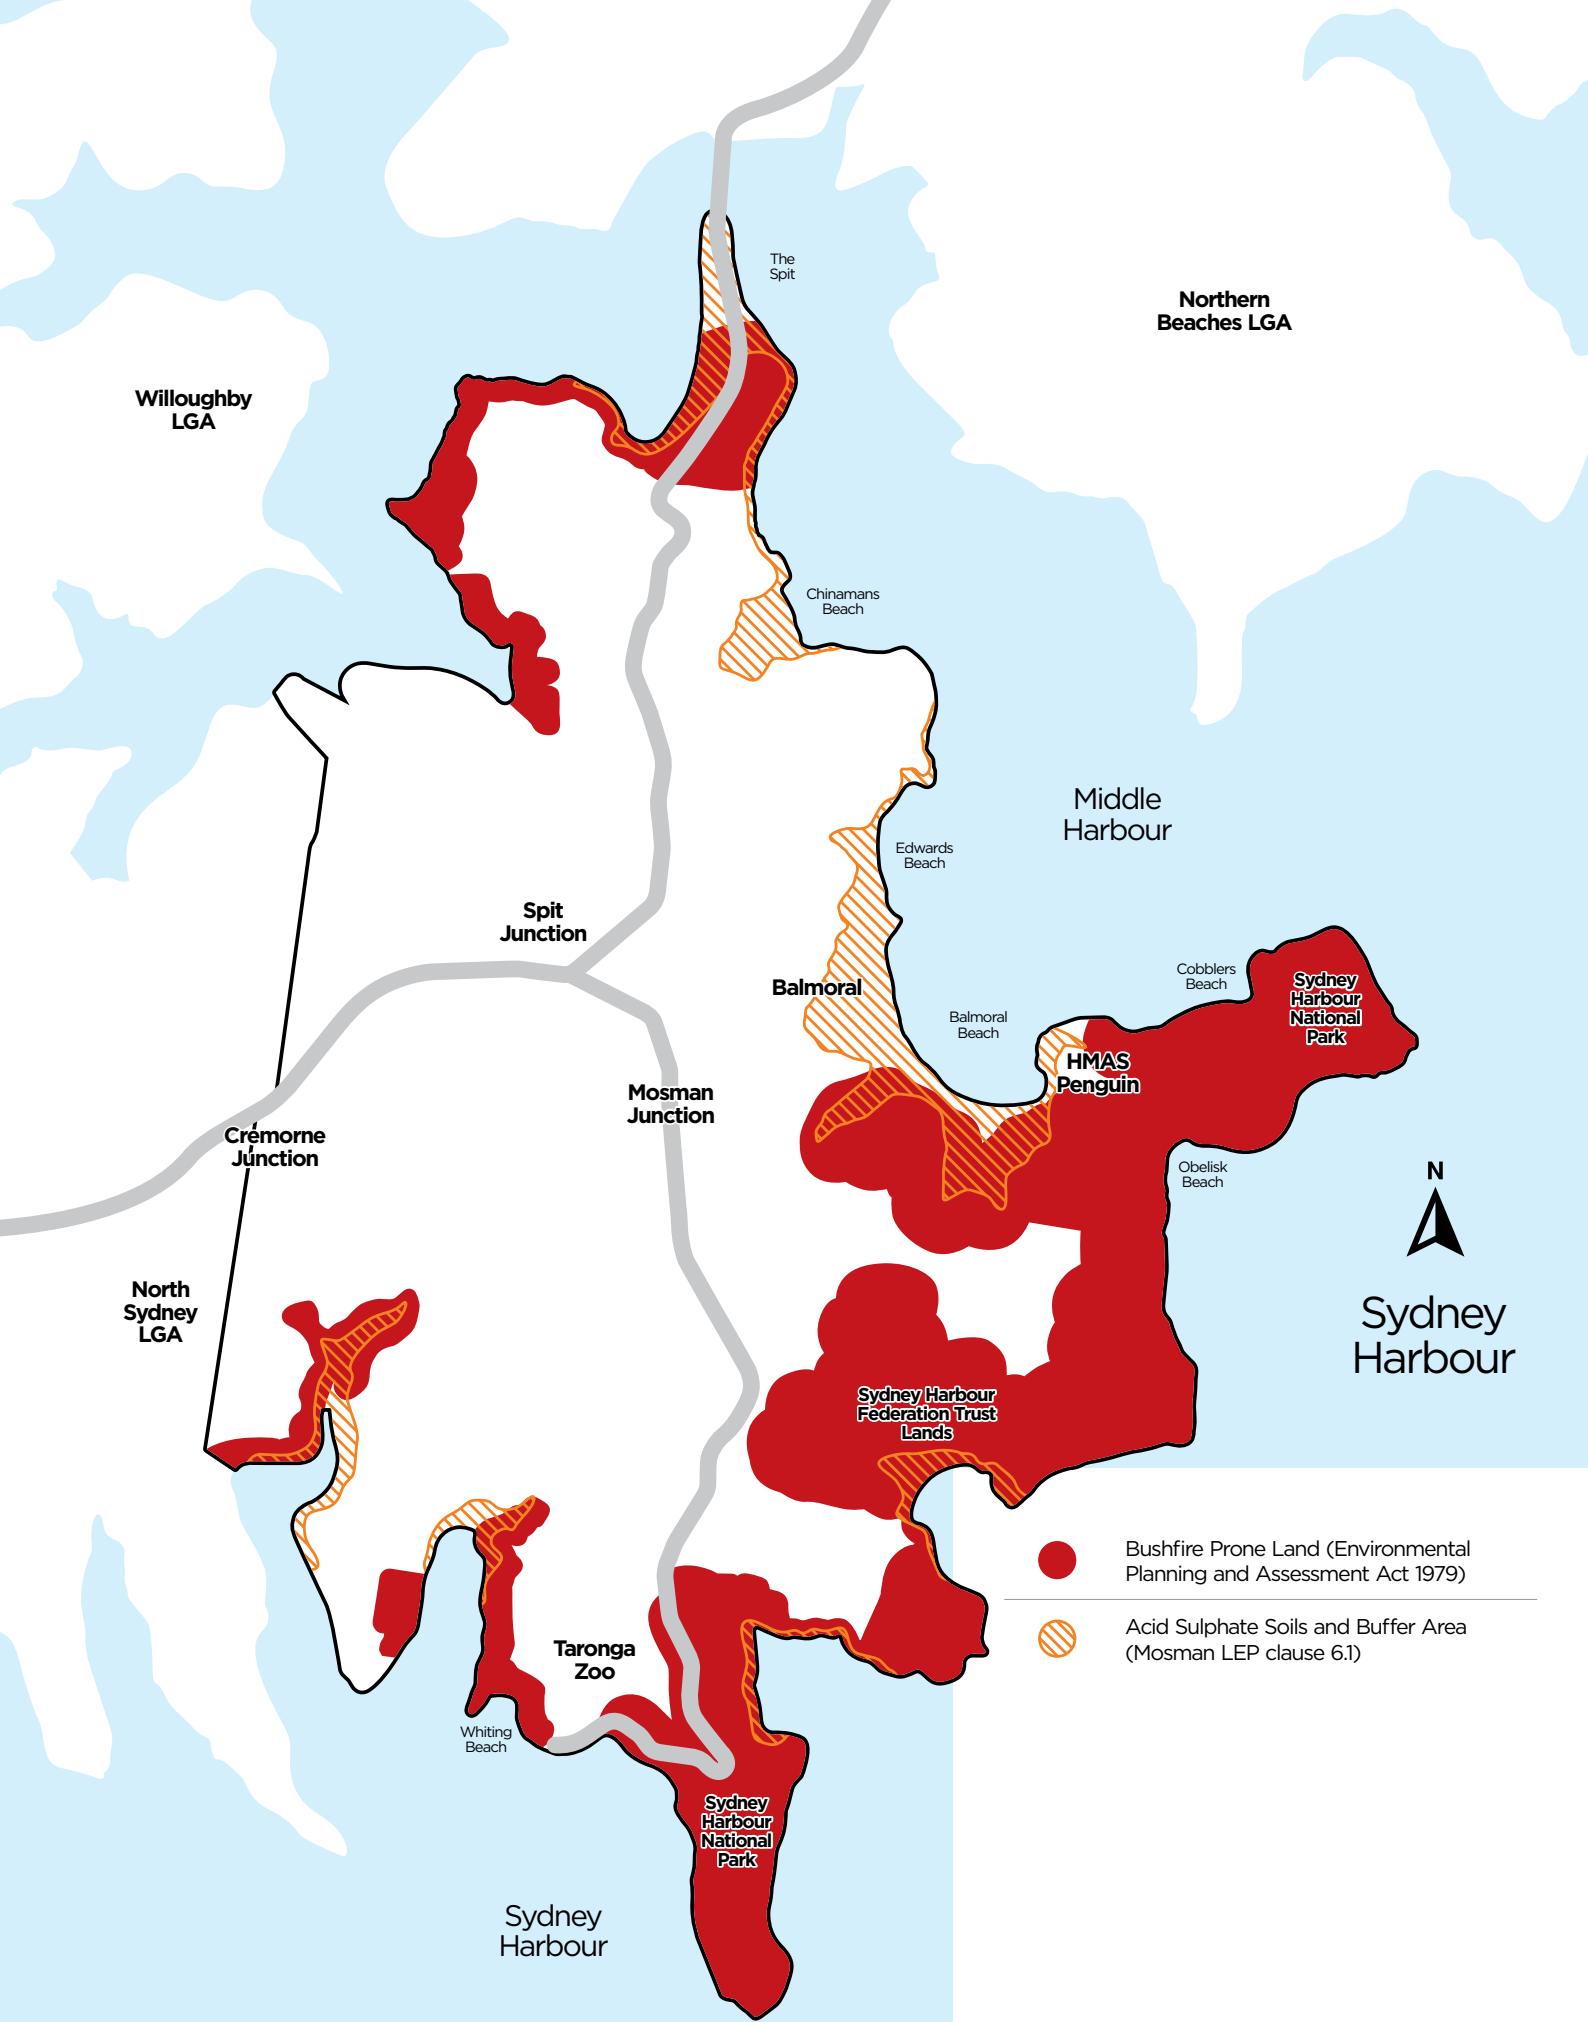 The
Spit
Northern
Beaches LGA
Willoughby
LGA
Chinamans
Beach
Middle
Harbour
Edwards
Beach
Spit
Junction
Cobblers
Beach
Sydney
Harbour
National
Park
Balmoral
Balmoral
Beach
HMAS
Penguin
Mosman
Junction
Cremorne
Junction
Obelisk
Beach
N
North
Sydney
LGA
Sydney
Harbour
Sydney Harbour
Federation Trust
Lands
Bushfire Prone Land (Environmental
Planning and Assessment Act 1979)
Acid Sulphate Soils and Buffer Area
(Mosman LEP clause 6.1)
Taronga
Zoo
Whiting
Beach
Sydney
Harbour
National
Park
Sydney
Harbour